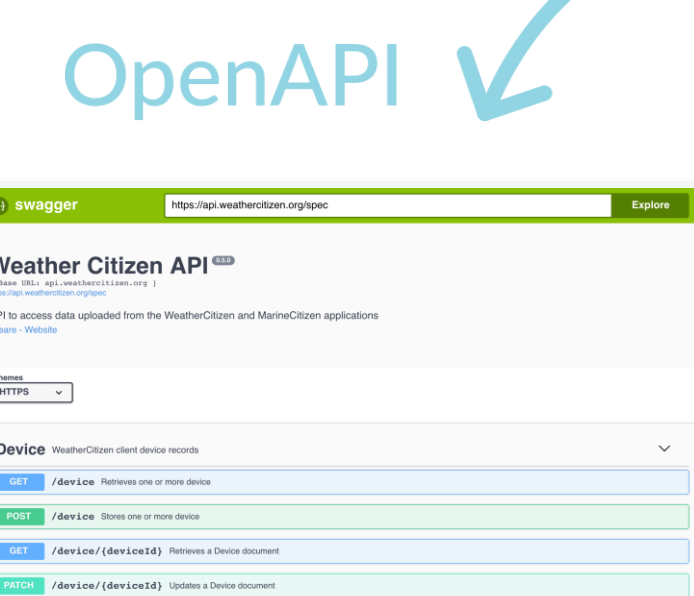 OpenAPI
swagger
https://api.weathercitizen.org/spec
Explore
Weather Citizen API 0.5.0
Base URL: api.weathercitizen.org ]
ps://api.weathercitizen.org/spec
PI to access data uploaded from the WeatherCitizen and MarineCitizen applications
eare - Website
hemes
HTTPS
Device WeatherCitizen client device records
GET /device Retrieves one or more device
POST /device Stores one or more device
GET /device/{deviceId} Retrieves a Device document
PATCH /device/{deviceId} Updates a Device document